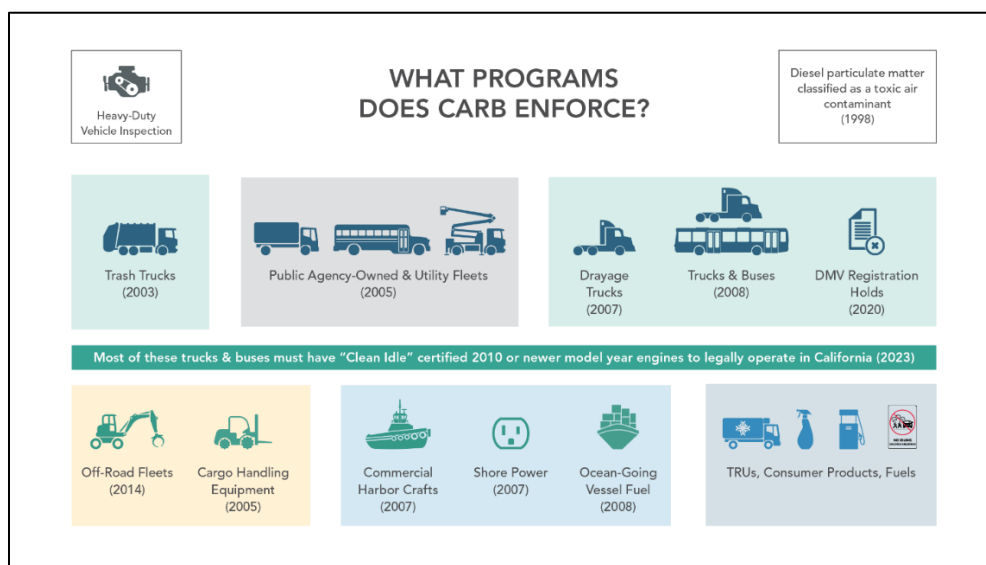 Heavy-Duty
Vehicle Inspection
WHAT PROGRAMS
DOES CARB ENFORCE?
Diesel particulate matter
classified as a toxic air
contaminant
(1998)
Trash Trucks
(2003)
Public Agency-Owned & Utility Fleets
(2005)
Drayage
Trucks
(2007)
Trucks & Buses
(2008)
DMV Registration
Holds
(2020)
Most of these trucks & buses must have “Clean Idle” certified 2010 or newer model year engines to legally operate in California (2023)
Off-Road Fleets
(2014)
Cargo Handling
Equipment
(2005)
Commercial
Harbor Crafts
(2007)
Shore Power
(2007)
Ocean-Going
Vessel Fuel
(2008)
TRUs, Consumer Products, Fuels